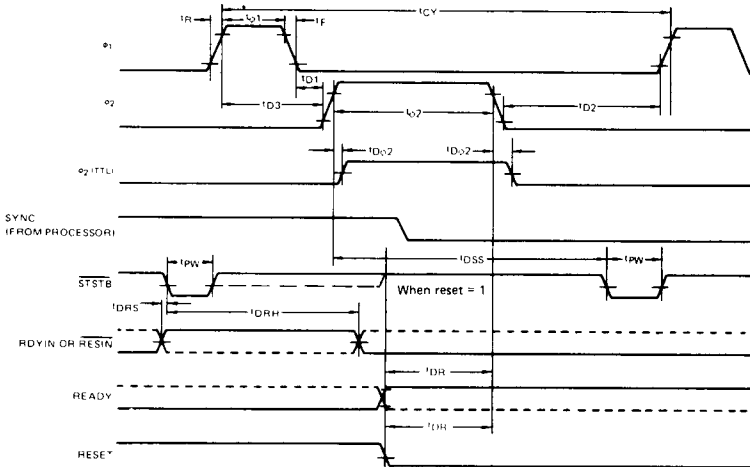 tCY
tR tφ1 tF
φ1
tD1
φ2 tD3 tφ2 tD2
tDφ2 tDφ2
φ2 (TTL)
SYNC
(FROM PROCESSOR)
tDSS
tPW tPW
STSTB When reset = 1
tDRS tDRH
RDYIN OR RESIN
tDR
READY
tDR
RESET